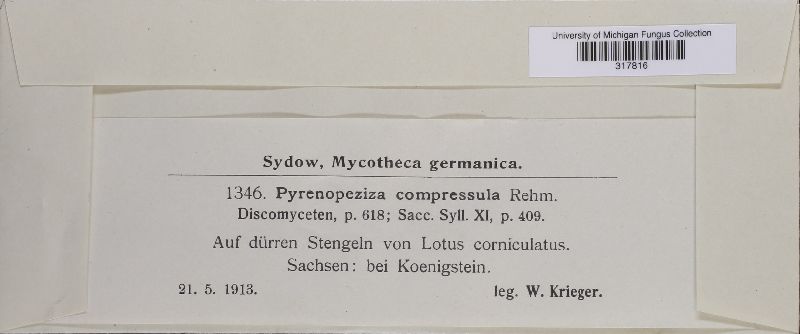 University of Michigan Fungus Collection
317816
Sydow, Mycotheca germanica.
1346. Pyrenopeziza compressula Rehm.
Discomyceten, p. 618; Sacc. Syll. XI, p. 409.
Auf dürren Stengeln von Lotus corniculatus.
Sachsen: bei Koenigstein.
21. 5. 1913. leg. W. Krieger.